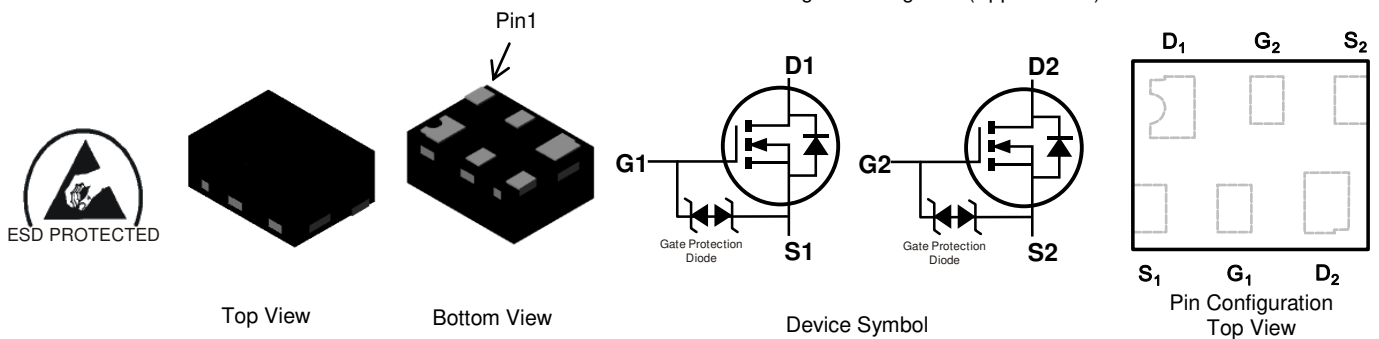 Pin1
ESD PROTECTED
Top View
Bottom View
D1
G1
Gate Protection
Diode
S1
D2
G2
Gate Protection
Diode
S2
Device Symbol
D₁ G₂ S₂
S₁ G₁ D₂
Pin Configuration
Top View